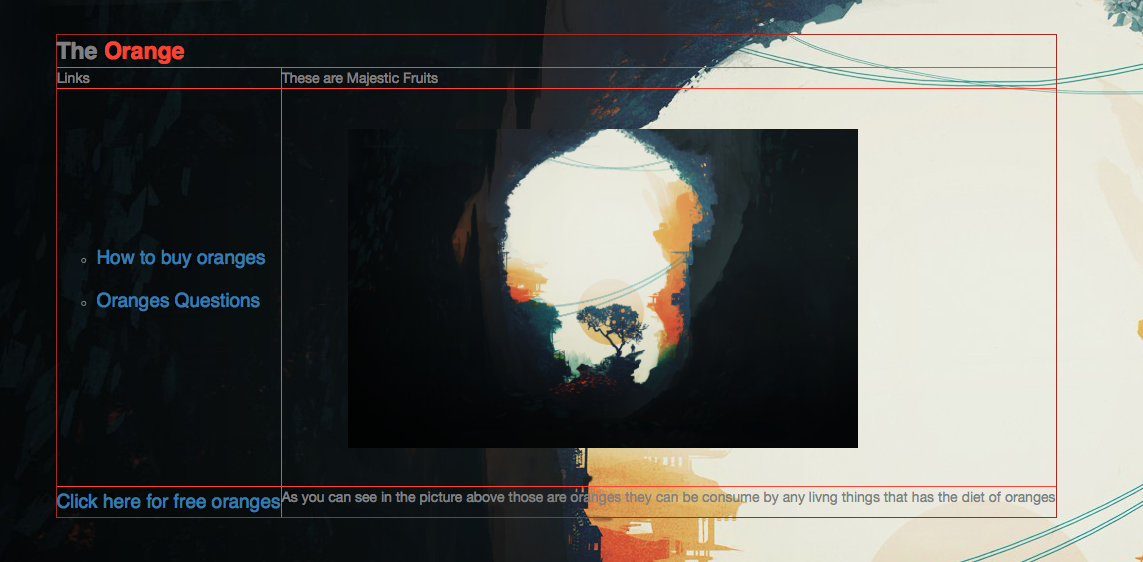 The Orange
Links
These are Majestic Fruits
How to buy oranges
Oranges Questions
Click here for free oranges
As you can see in the picture above those are oranges they can be consume by any livng things that has the diet of oranges